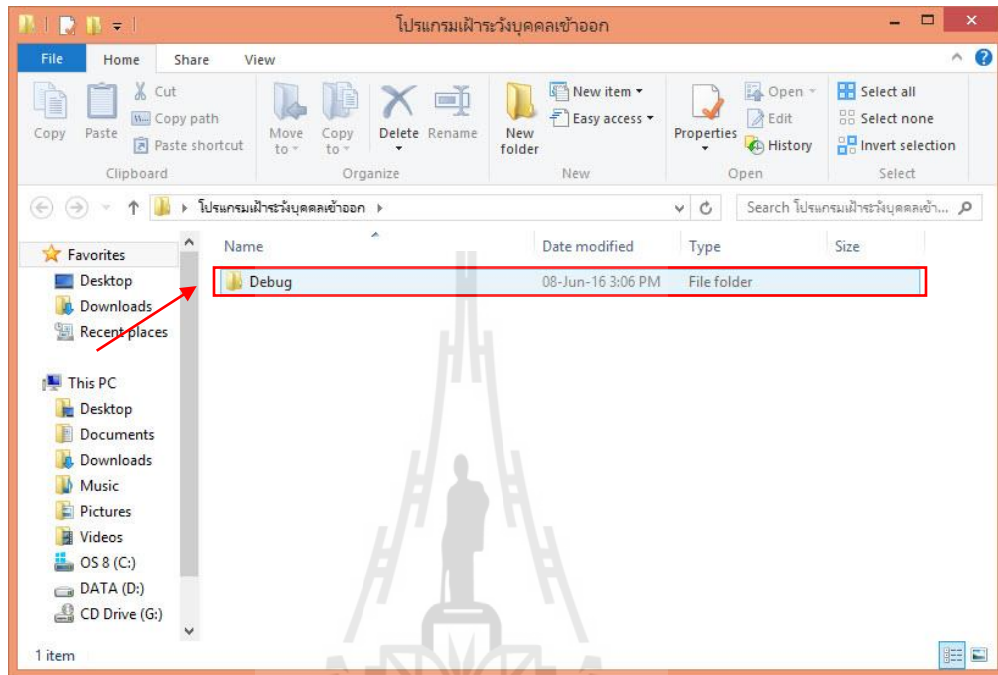 โปรแกรมเฝ้าระวังบุคคลเข้าออก
File Home Share View
Copy
Paste
Cut
Copy path
Paste shortcut
Clipboard
Move to
Copy to
Delete
Rename
Organize
New folder
New item
Easy access
New
Properties
Open
Edit
History
Open
Select all
Select none
Invert selection
Select
โปรแกรมเฝ้าระวังบุคคลเข้าออก
Search โปรแกรมเฝ้าระวังบุคคลเข้า...
Name Date modified Type Size
Debug 08-Jun-16 3:06 PM File folder
Favorites
Desktop
Downloads
Recent places
This PC
Desktop
Documents
Downloads
Music
Pictures
Videos
OS 8 (C:)
DATA (D:)
CD Drive (G:)
1 item